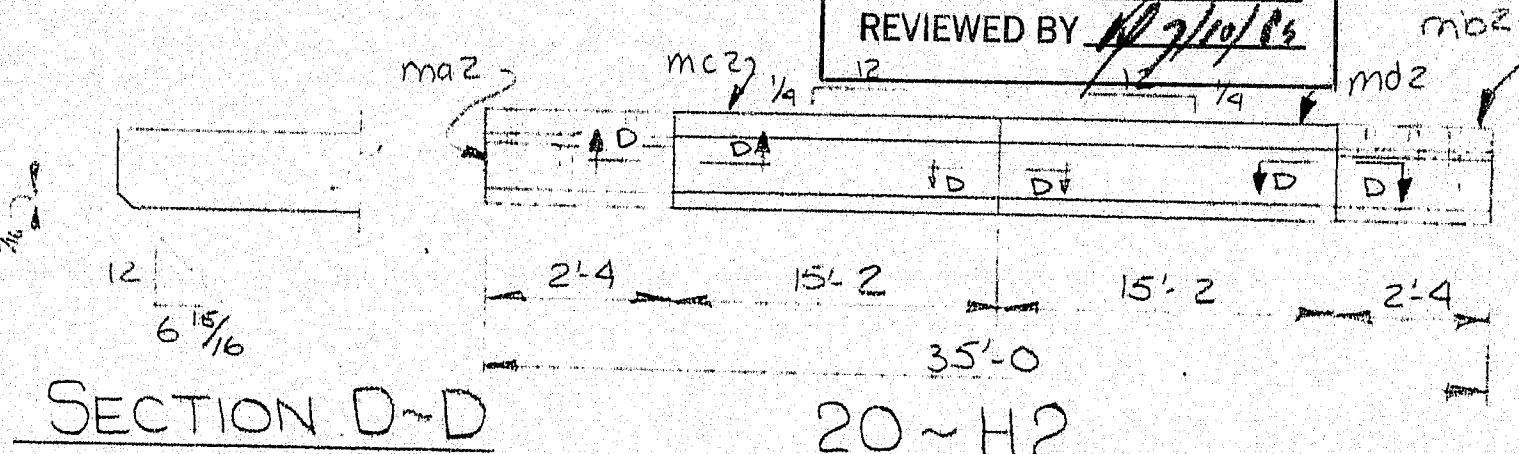 REVIEWED BY
mb2
ma2
mc2
12
1/4
12
1/4
md2
D
D
D
D
D
D
12
6 15/16
2'-4
15'-2
15'-2
2'-4
35'-0
SECTION D~D
20~H2